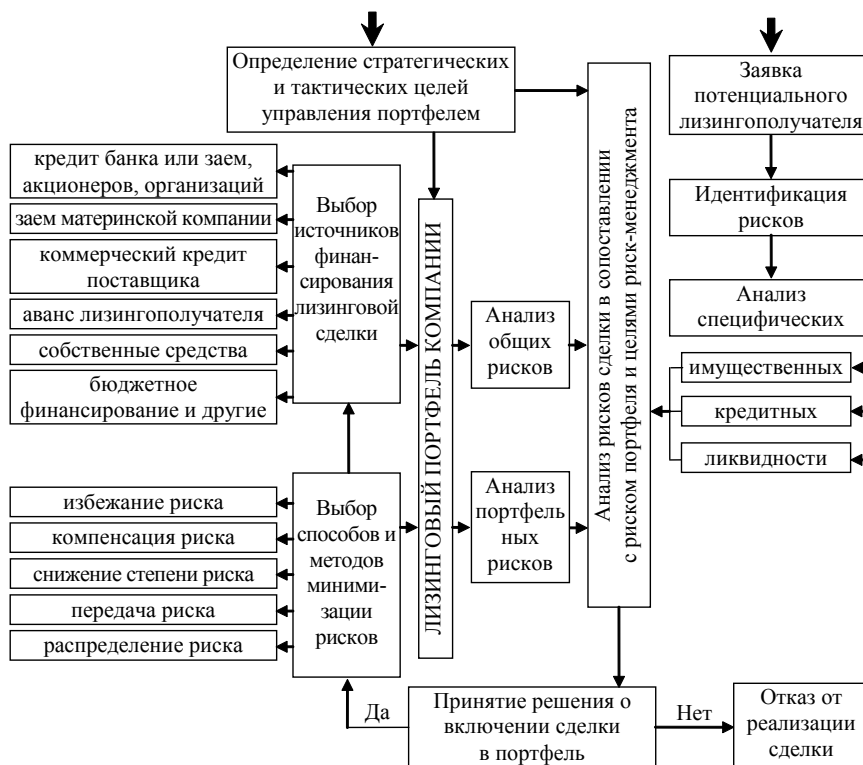 Определение стратегических
и тактических целей
управления портфелем
Заявка
потенциального
лизингополучателя
Идентификация
рисков
Анализ
специфических
имущественных
кредитных
ликвидности
кредит банка или заем,
акционеров, организаций
заем материнской компании
коммерческий кредит
поставщика
аванс лизингополучателя
собственные средства
бюджетное
финансирование и другие
Выбор
источников
финан-
сирования
лизинговой
сделки
ЛИЗИНГОВЫЙ ПОРТФЕЛЬ КОМПАНИИ
Анализ
общих
рисков
Анализ рисков сделки в сопоставлении
с риском портфеля и целями риск-менеджмента
избежание риска
компенсация риска
снижение степени риска
передача риска
распределение риска
Выбор
способов и
методов
миними-
зации
рисков
Анализ
портфель
ных
рисков
Да
Принятие решения о
включении сделки
в портфель
Нет
Отказ от
реализации
сделки